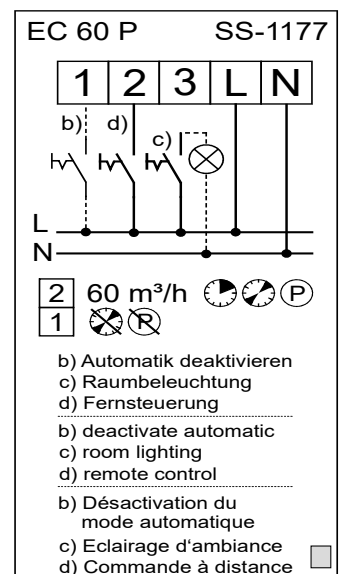 EC 60 P SS-1177
1 2 3 L N
b) d) c)
L
N
2 60 m³/h P
1 P
b) Automatik deaktivieren
c) Raumbeleuchtung
d) Fernsteuerung
b) deactivate automatic
c) room lighting
d) remote control
b) Désactivation du
mode automatique
c) Eclairage d‘ambiance
d) Commande à distance